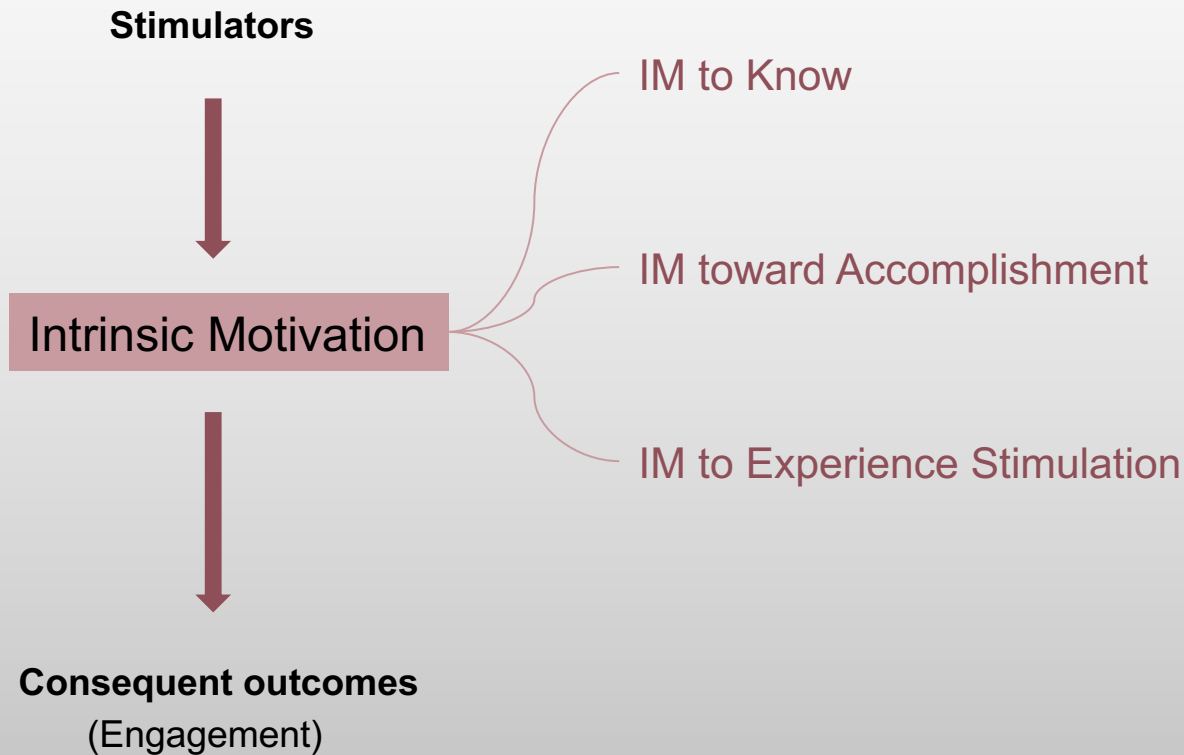 Stimulators
IM to Know
IM toward Accomplishment
Intrinsic Motivation
IM to Experience Stimulation
Consequent outcomes
(Engagement)